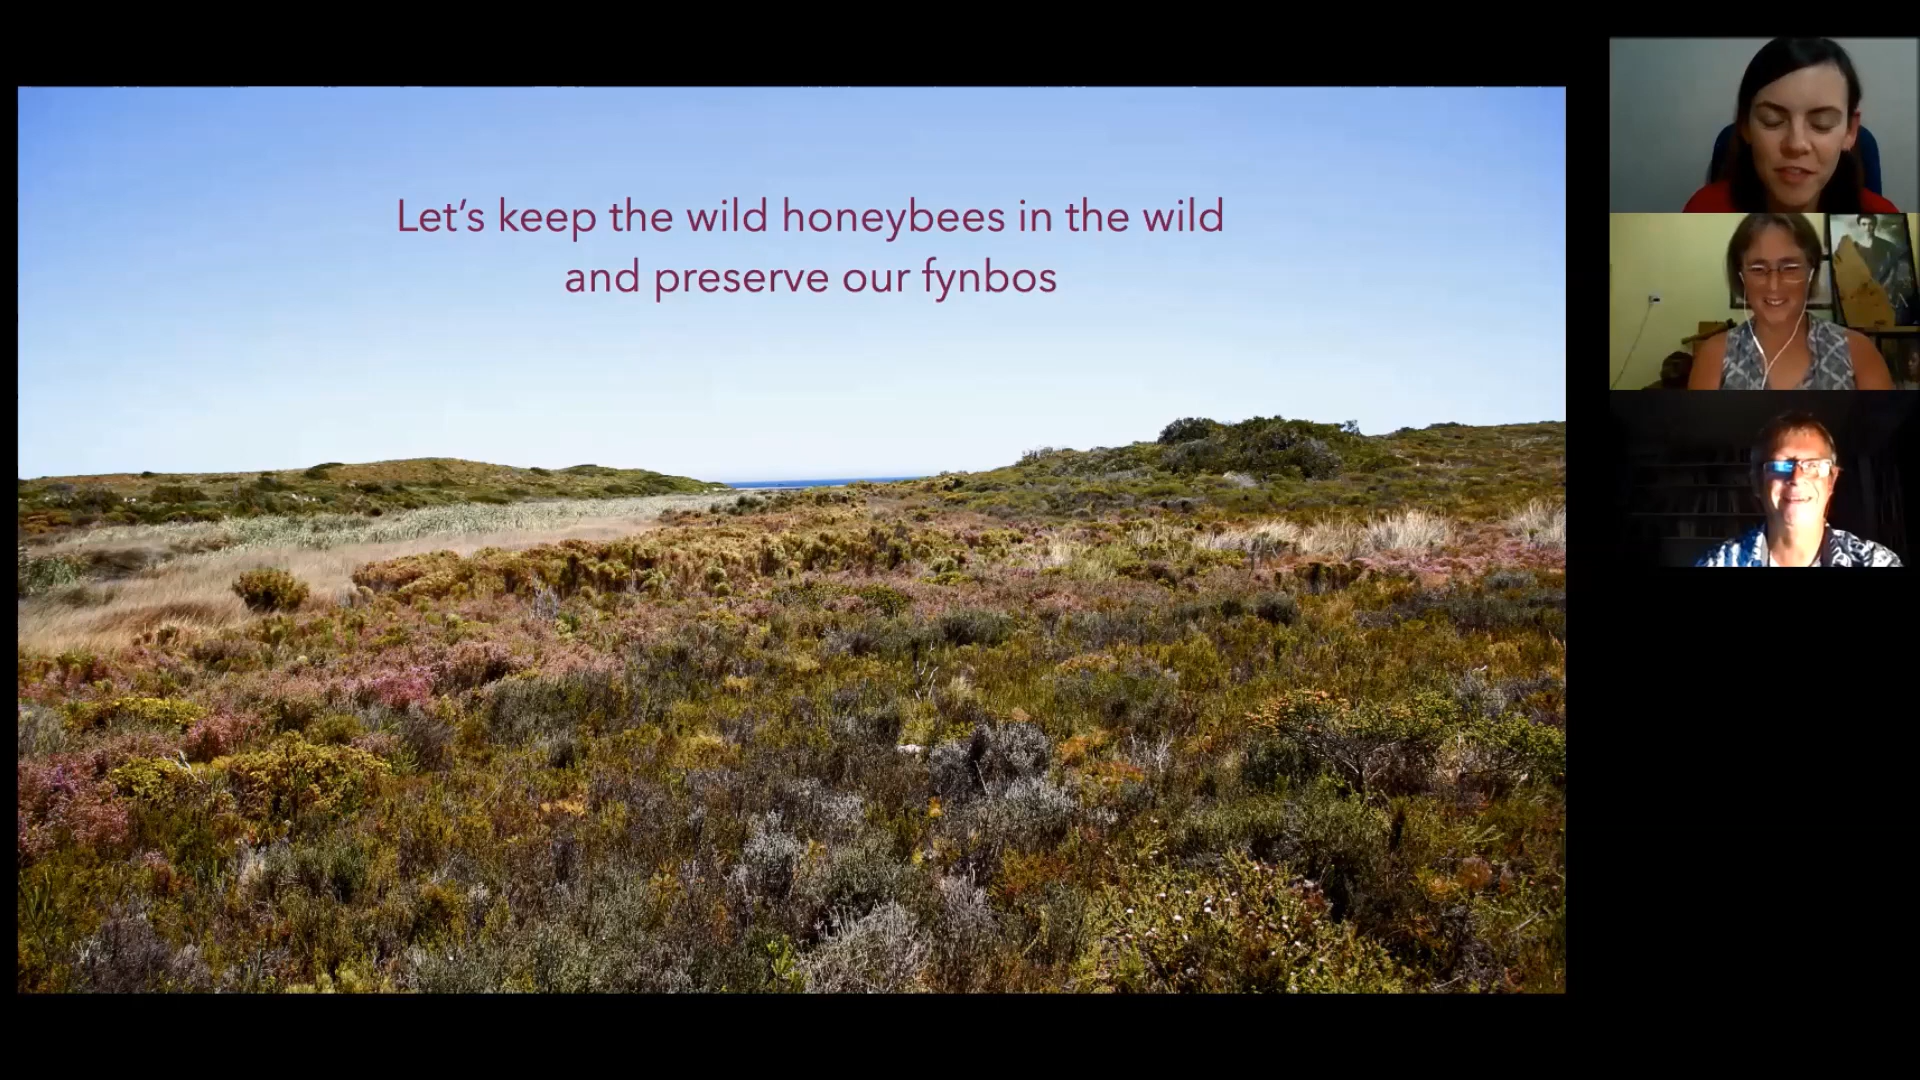 Let's keep the wild honeybees in the wild
and preserve our fynbos